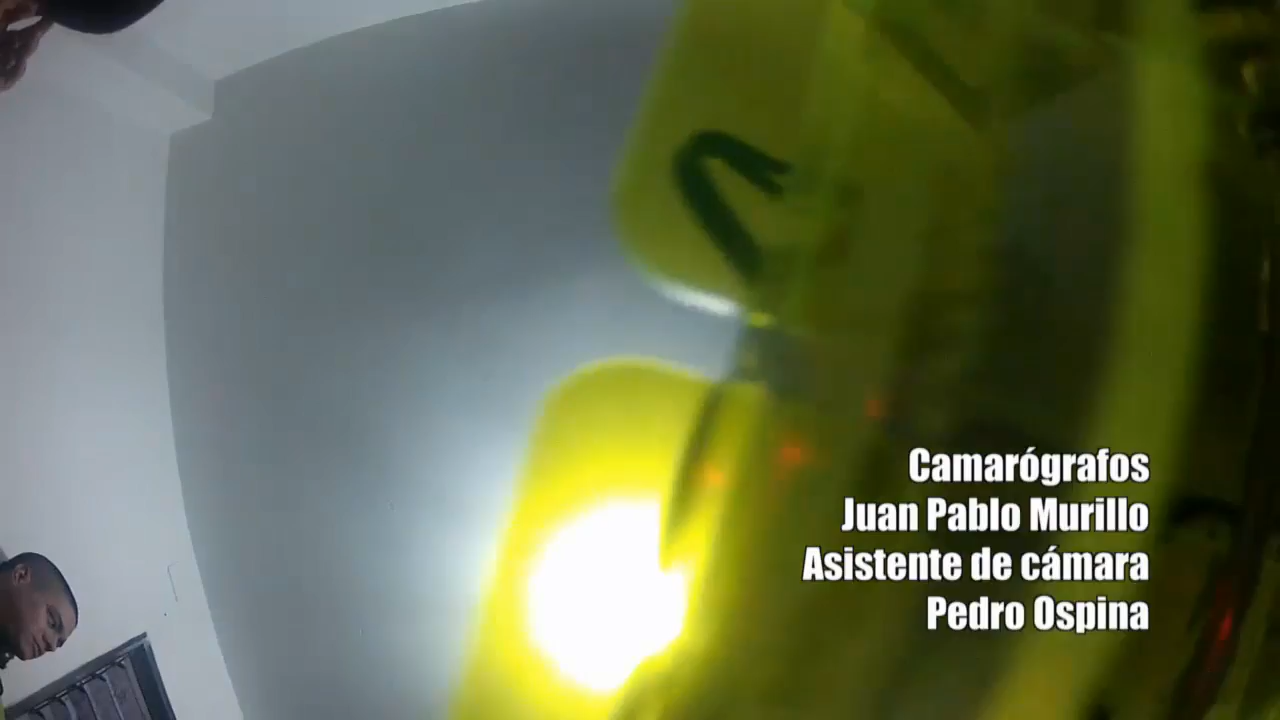 Camarógrafos
Juan Pablo Murillo
Asistente de cámara
Pedro Ospina